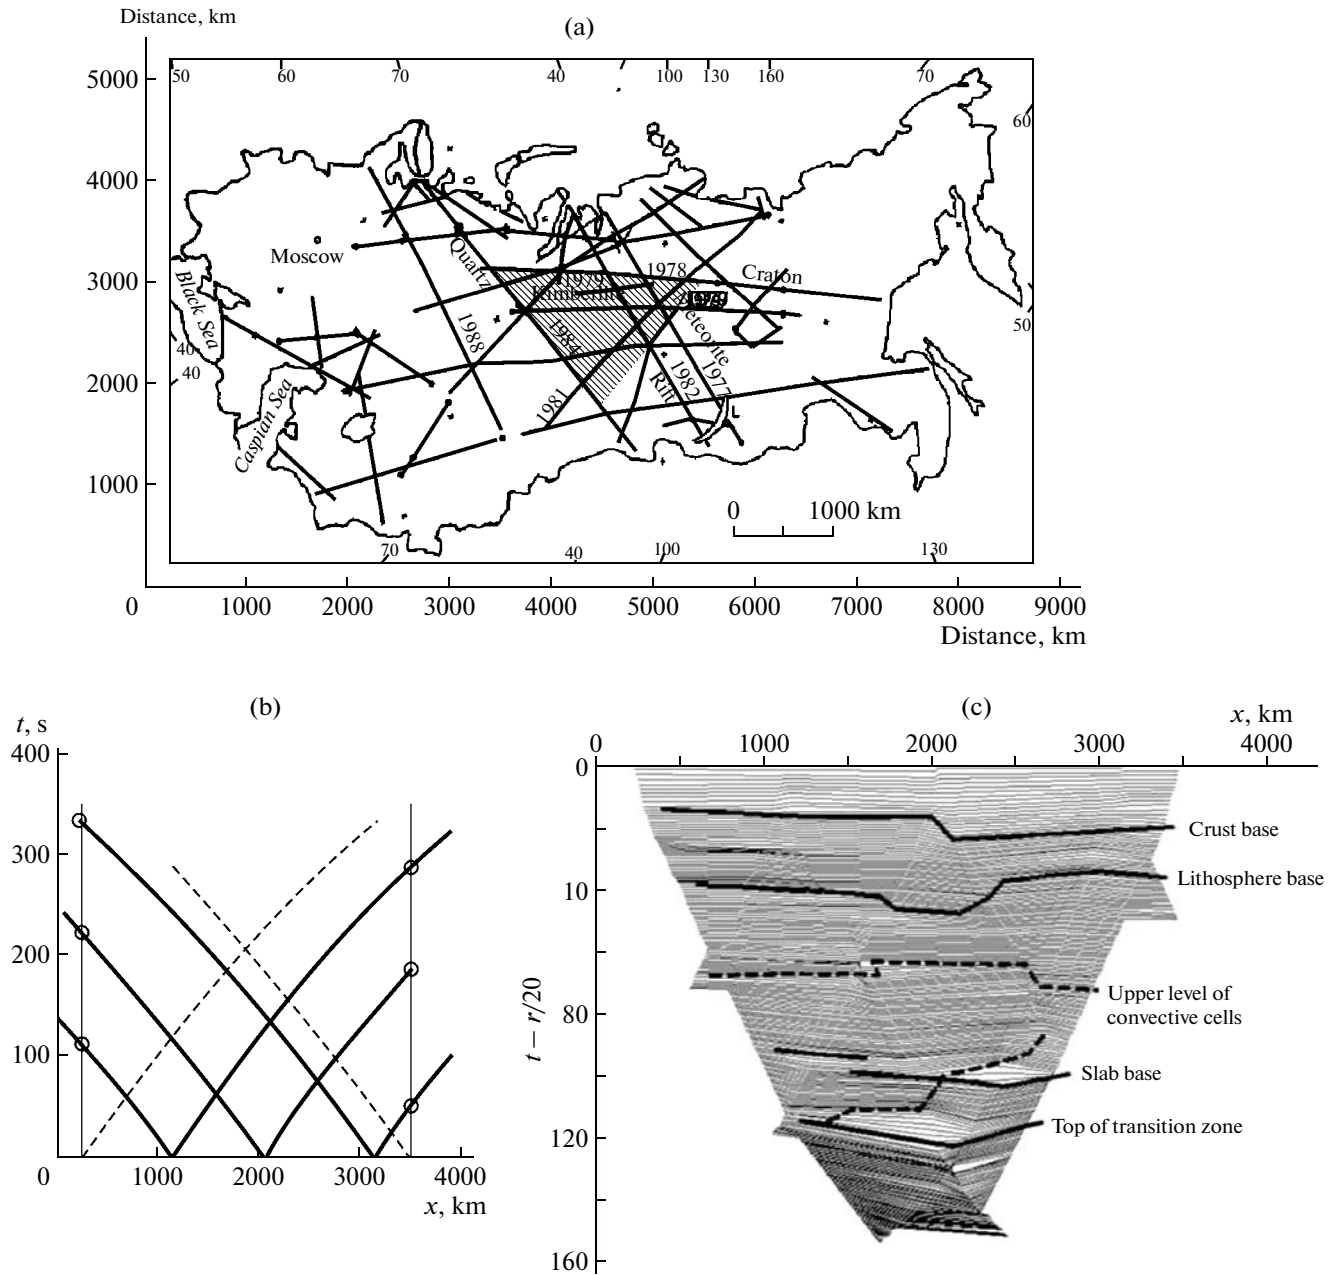 Distance, km
(a)
5000
4000
3000
2000
1000
50
60
70
40
100
130
160
70
60
50
40
40
70
40
100
130
Moscow
Black Sea
Caspian Sea
Quartz
1988
1984
1981
1979
1978
Craton
Meteorite
Rift
1982
1977
0 1000 km
0 1000 2000 3000 4000 5000 6000 7000 8000 9000
Distance, km
(b)
t, s
400
300
200
100
0 1000 2000 3000 4000
x, km
(c)
x, km
0 1000 2000 3000 4000
0
10
80
120
160
t − r/20
Crust base
Lithosphere base
Upper level of
convective cells
Slab base
Top of transition zone